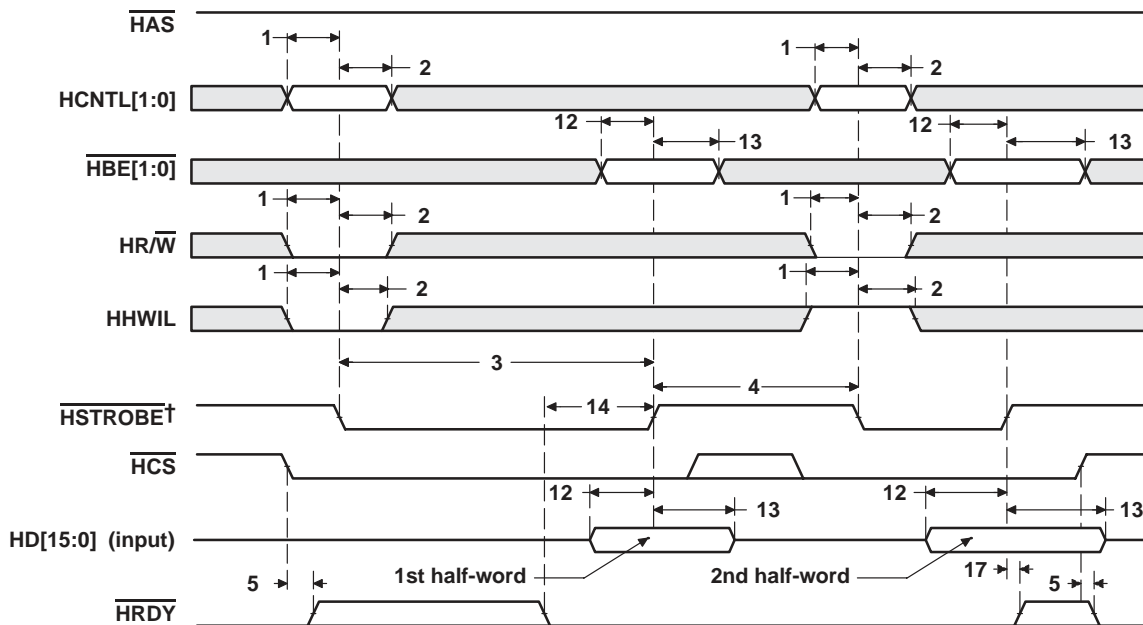 HAS
1
1
2
2
HCNTL[1:0]
12
12
13
13
HBE[1:0]
1
1
2
2
HR/W
1
1
2
2
HHWIL
3
4
14
HSTROBE†
HCS
12
12
13
13
HD[15:0] (input)
1st half-word
2nd half-word
17
5
5
HRDY